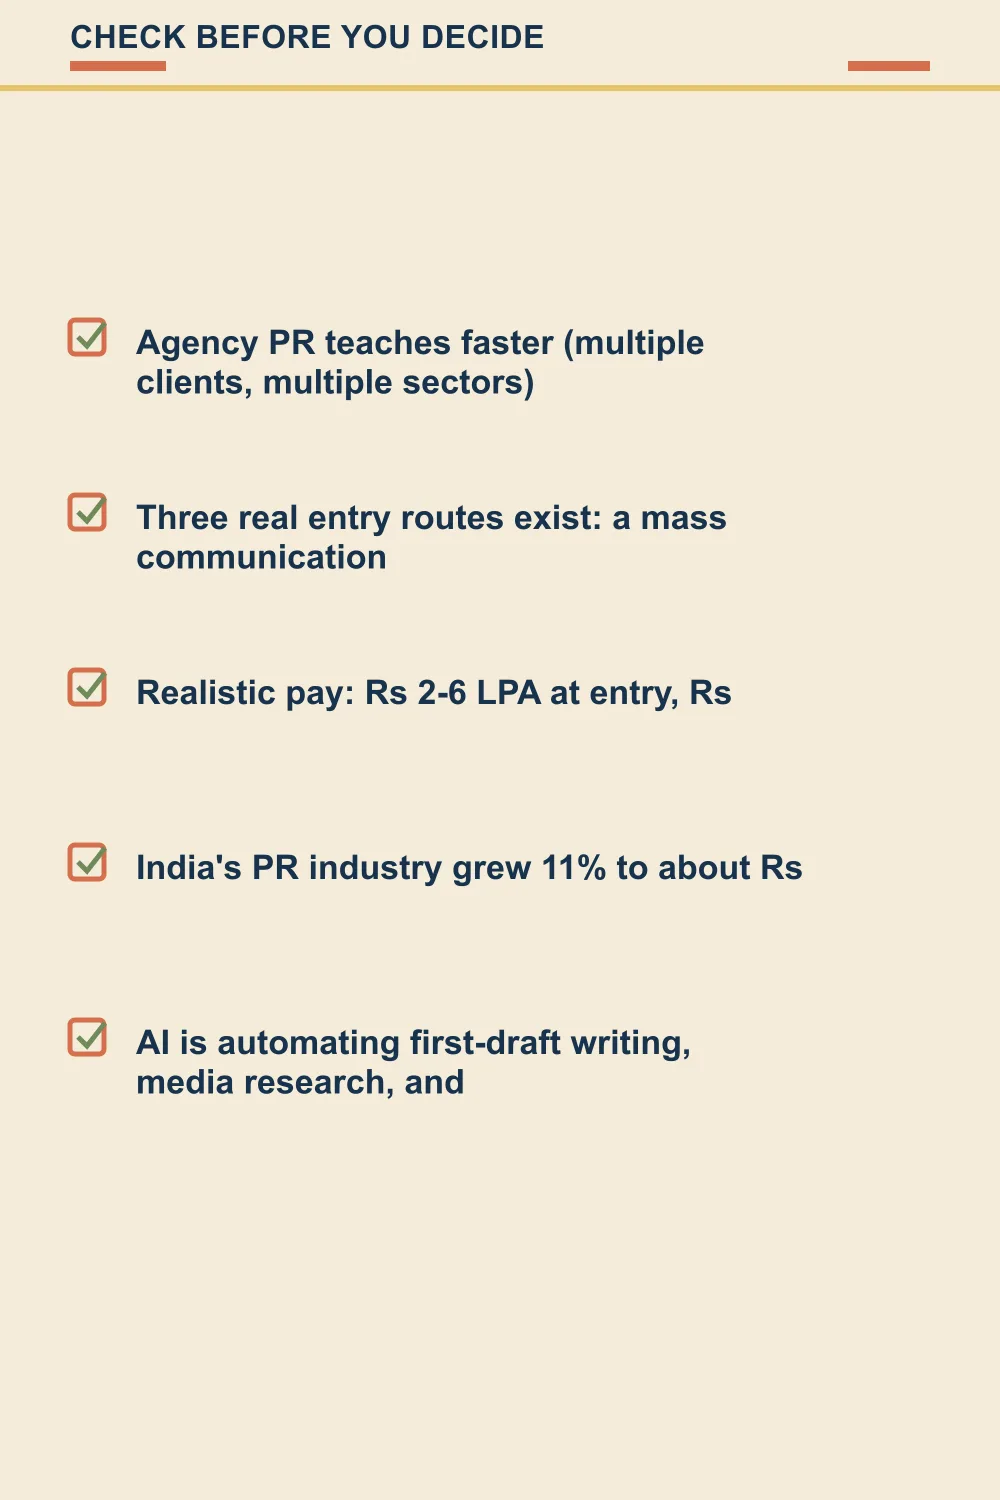 CHECK BEFORE YOU DECIDE
Agency PR teaches faster (multiple
clients, multiple sectors)
Three real entry routes exist: a mass
communication
Realistic pay: Rs 2-6 LPA at entry, Rs
India's PR industry grew 11% to about Rs
AI is automating first-draft writing,
media research, and